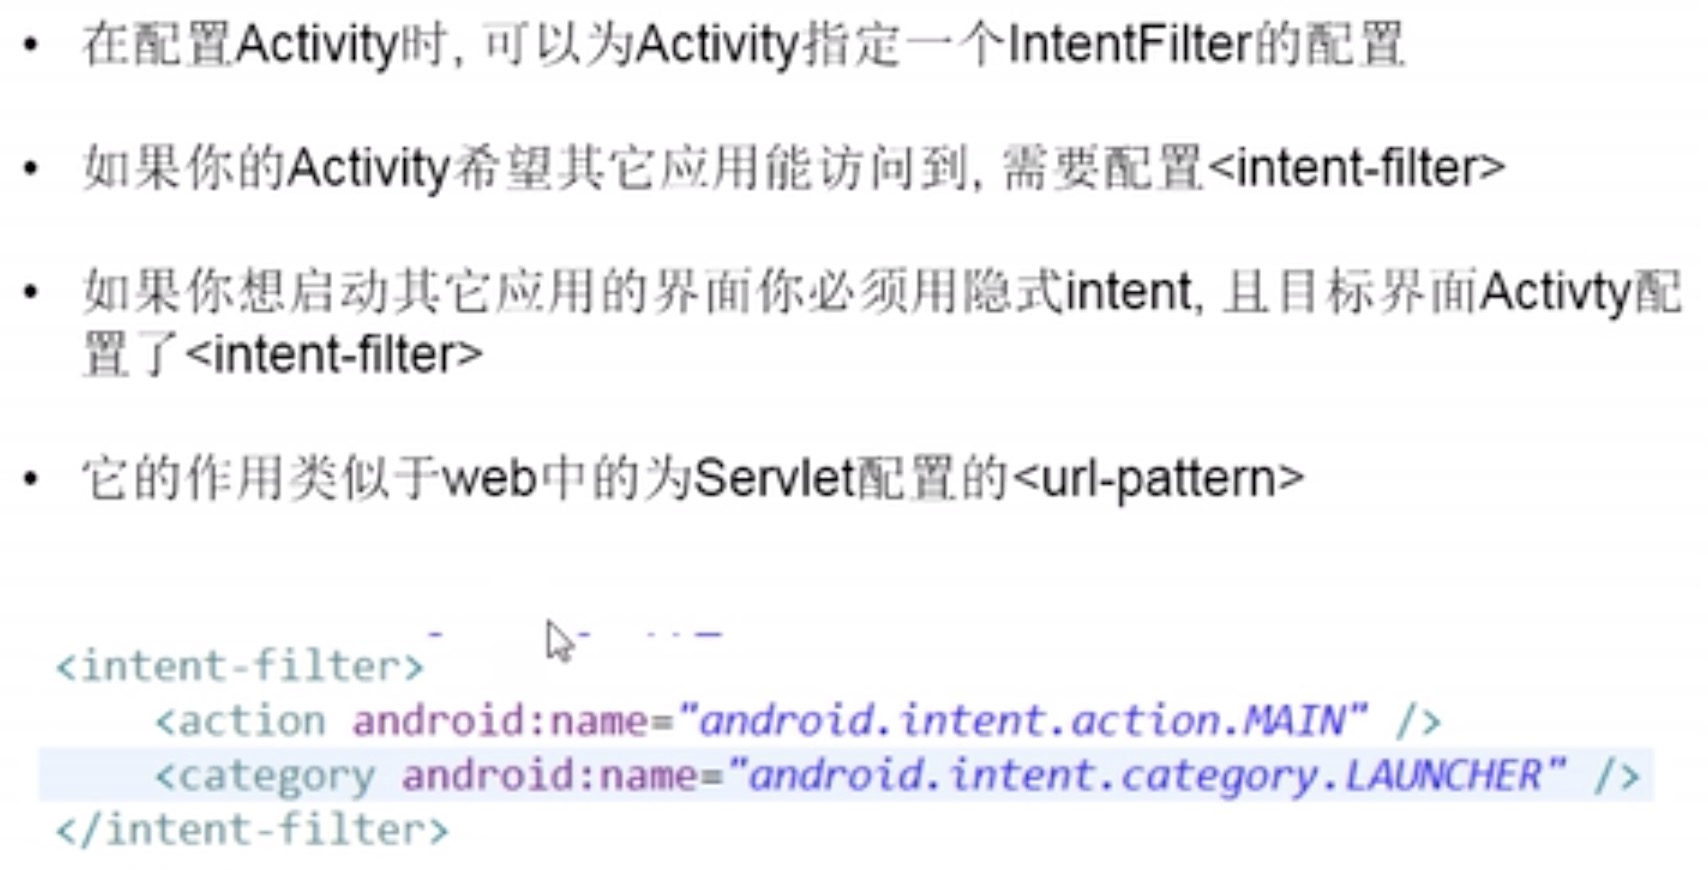 • 在配置Activity时, 可以为Activity指定一个IntentFilter的配置
• 如果你的Activity希望其它应用能访问到, 需要配置<intent-filter>
• 如果你想启动其它应用的界面你必须用隐式intent, 且目标界面Activty配
置了<intent-filter>
• 它的作用类似于web中的为Servlet配置的<url-pattern>
<intent-filter>
<action android:name="android.intent.action.MAIN" />
<category android:name="android.intent.category.LAUNCHER" />
</intent-filter>